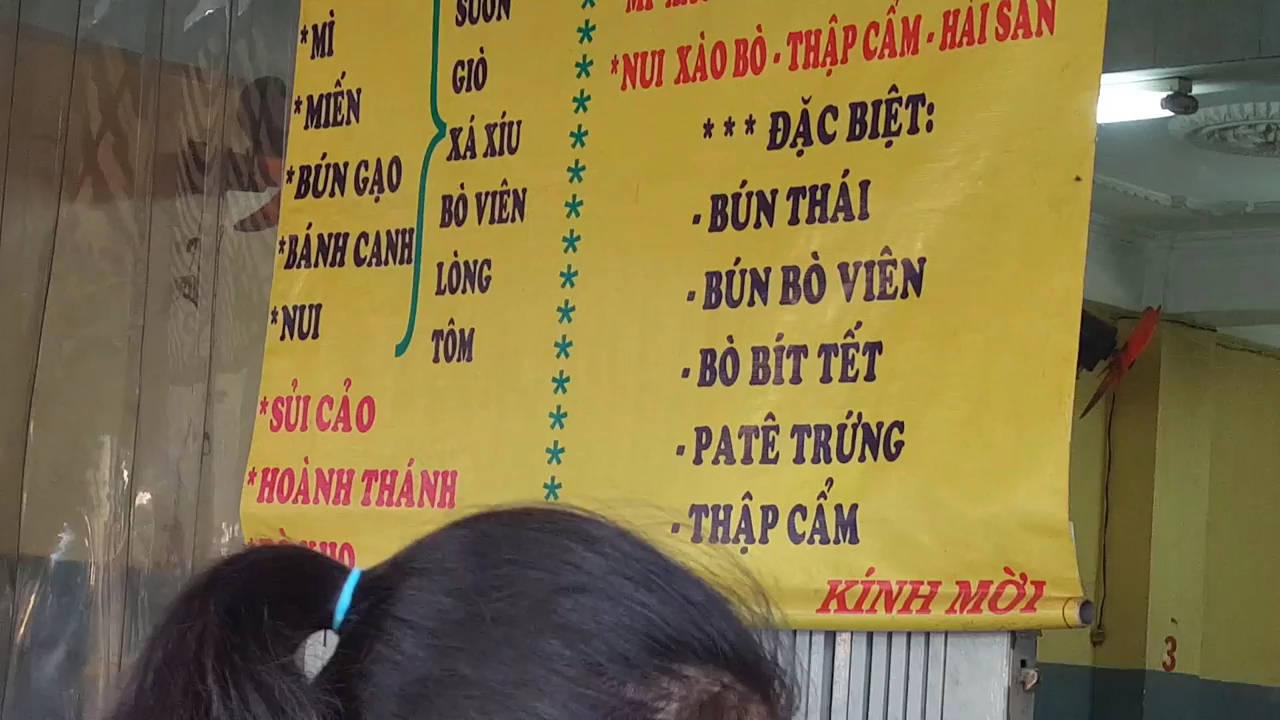 *MÌ
*MIẾN
*BÚN GẠO
*BÁNH CANH
*NUI
SƯỜN
GIÒ
XÁ XÍU
BÒ VIÊN
LÒNG
TÔM
*SỦI CẢO
*HOÀNH THÁNH
*NUI XÀO BÒ - THẬP CẨM - HẢI SẢN
*** ĐẶC BIỆT:
- BÚN THÁI
- BÚN BÒ VIÊN
- BÒ BÍT TẾT
- PATÊ TRỨNG
- THẬP CẨM
KÍNH MỜI
3